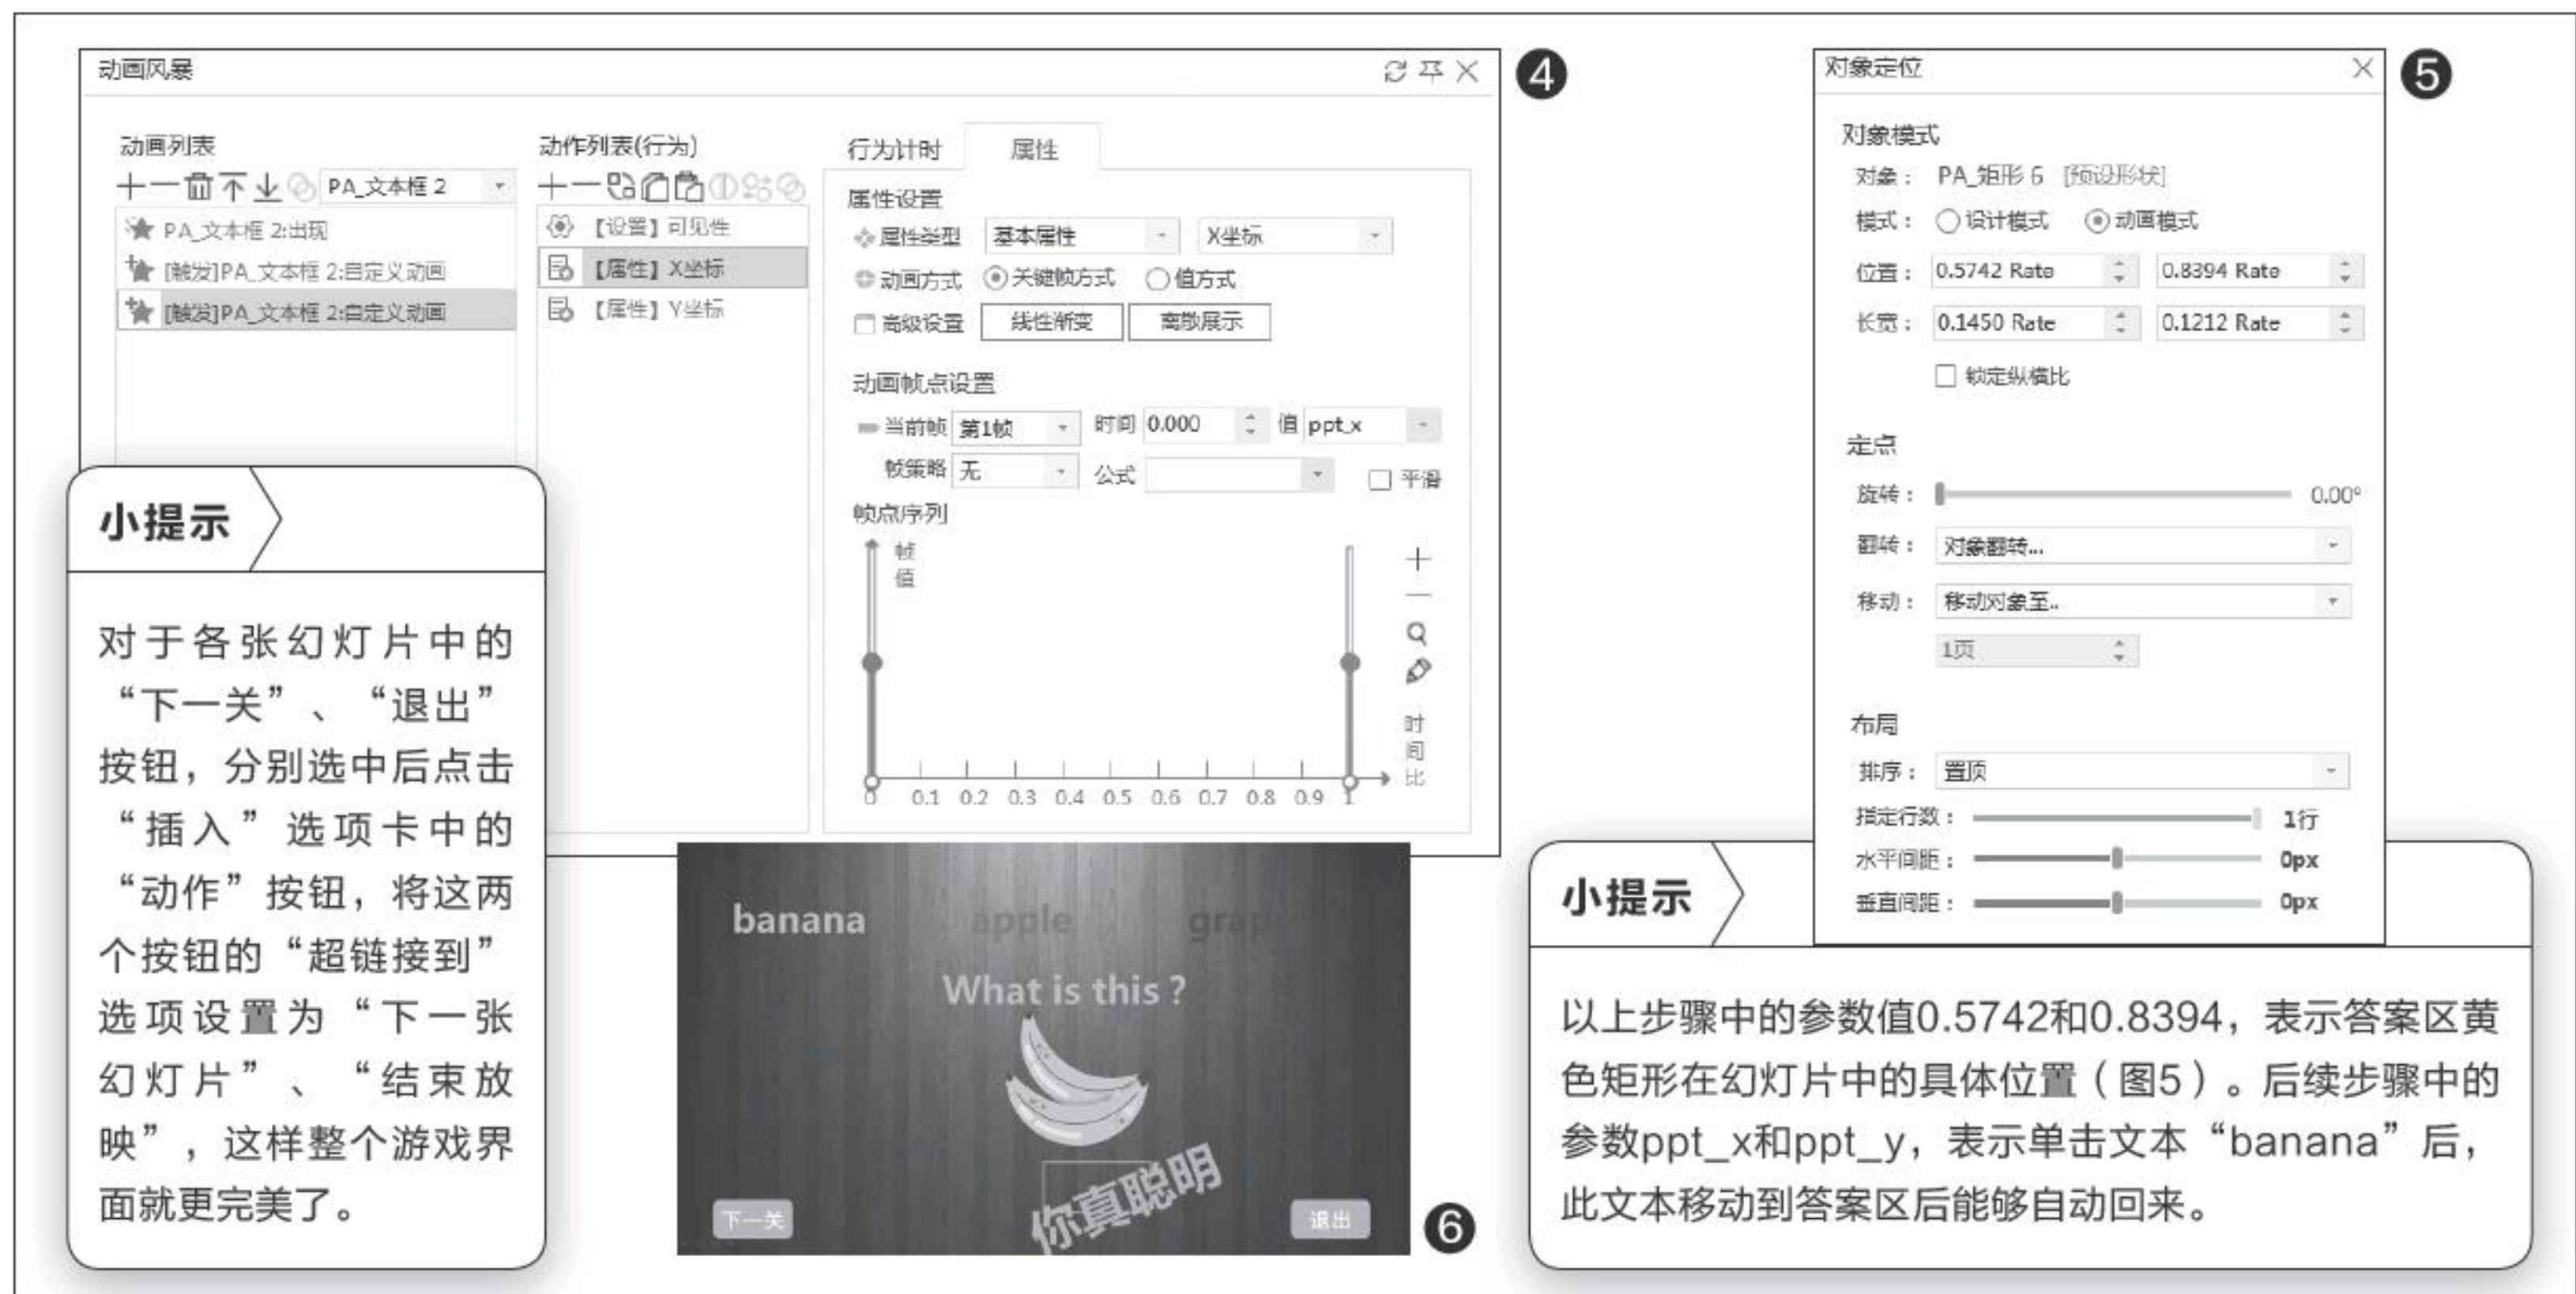 动画风暴
④
动画列表
PA_文本框 2
PA_文本框 2:出现
[触发]PA_文本框 2:自定义动画
[触发]PA_文本框 2:自定义动画
动作列表(行为)
【设置】可见性
【属性】X坐标
【属性】Y坐标
行为计时 属性
属性设置
属性类型 基本属性 X坐标
动画方式 关键帧方式 值方式
高级设置 线性渐变 离散展示
动画帧点设置
当前帧 第1帧 时间 0.000 值 ppt_x
帧策略 无 公式 平滑
帧点序列
帧值
0 0.1 0.2 0.3 0.4 0.5 0.6 0.7 0.8 0.9 1
时间比
小提示
对于各张幻灯片中的
“下一关”、“退出”
按钮，分别选中后点击
“插入”选项卡中的
“动作”按钮，将这两
个按钮的“超链接到”
选项设置为“下一张
幻灯片”、“结束放
映”，这样整个游戏界
面就更完美了。
banana apple grap
What is this ?
你真聪明
下一关
退出
⑥
对象定位
⑤
对象模式
对象： PA_矩形 6 [预设形状]
模式： 设计模式 动画模式
位置： 0.5742 Rate 0.8394 Rate
长宽： 0.1450 Rate 0.1212 Rate
锁定纵横比
定点
旋转： 0.00°
翻转： 对象翻转...
移动： 移动对象至..
1页
布局
排序： 置顶
指定行数： 1行
水平间距： 0px
垂直间距： 0px
小提示
以上步骤中的参数值0.5742和0.8394，表示答案区黄
色矩形在幻灯片中的具体位置（图5）。后续步骤中的
参数ppt_x和ppt_y，表示单击文本“banana”后，
此文本移动到答案区后能够自动回来。